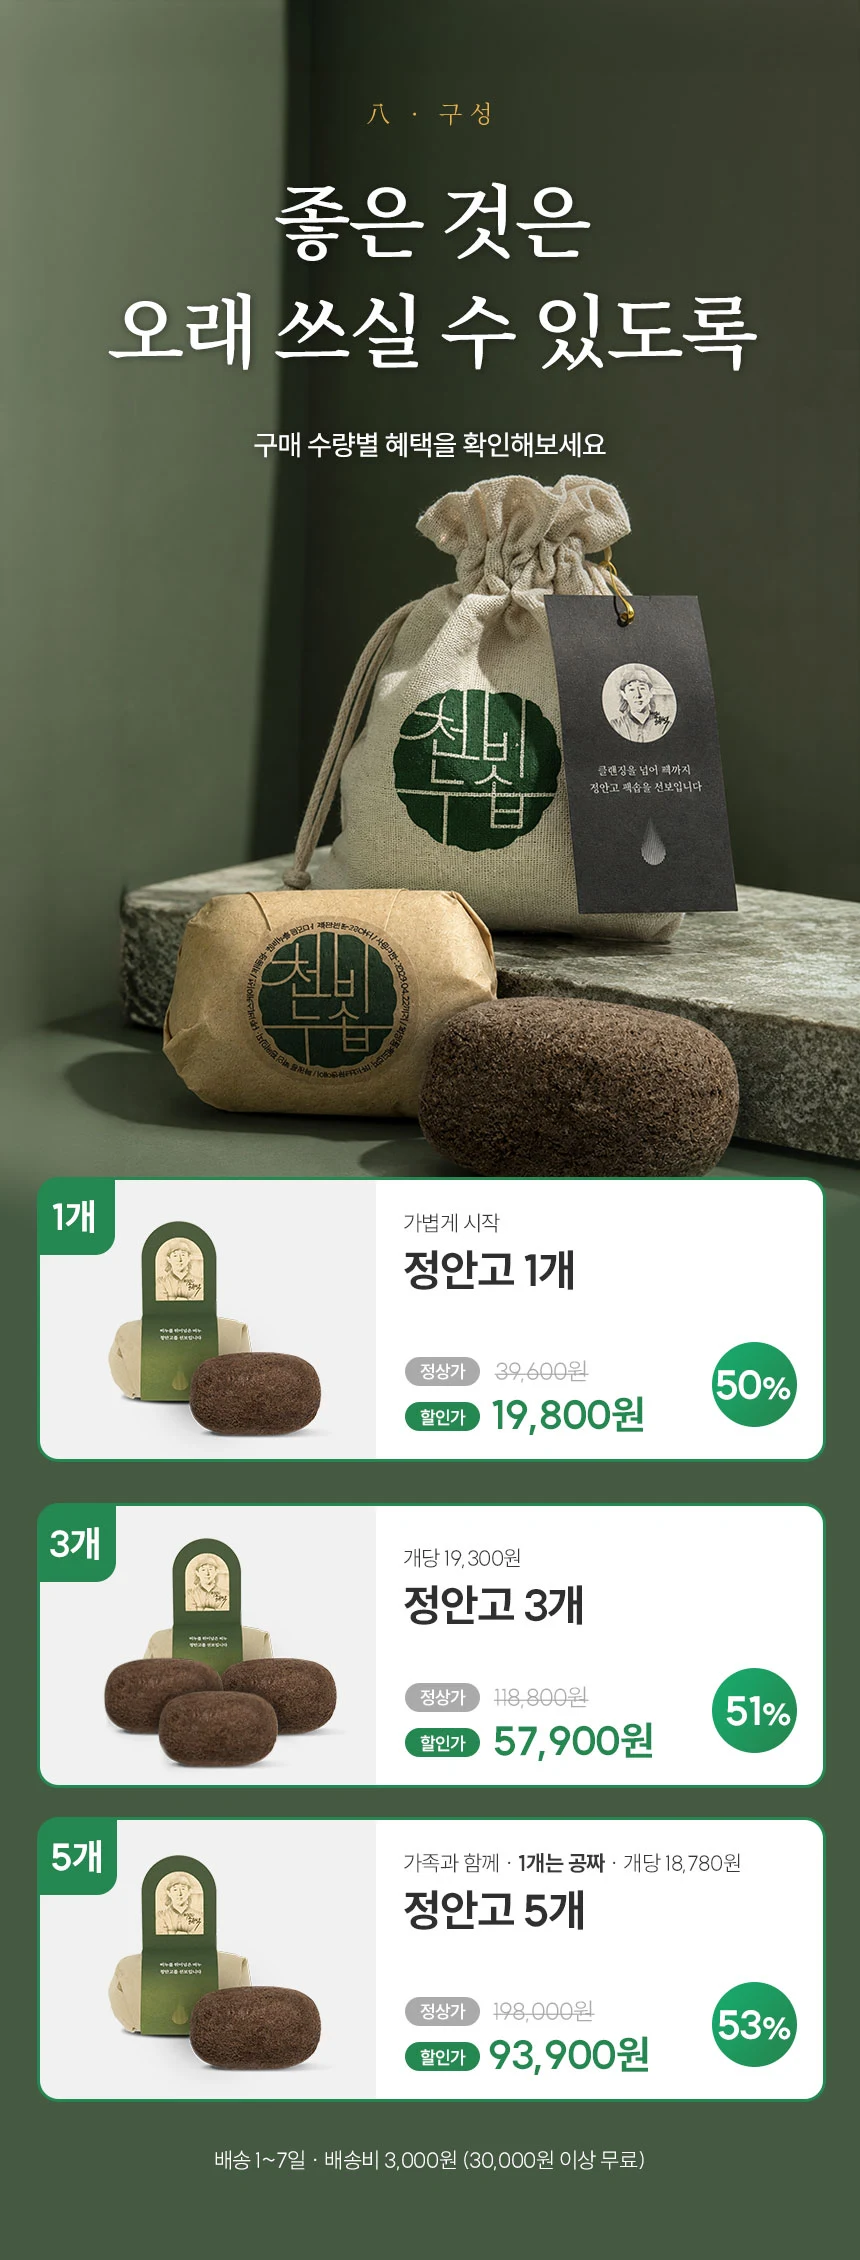 八 · 구성
좋은 것은
오래 쓰실 수 있도록
구매 수량별 혜택을 확인해보세요
천비
누숍
클렌징을 넘어 팩까지
정안고 팩솝을 선보입니다
천비
누숍
1개
가볍게 시작
정안고 1개
정상가 39,600원
할인가 19,800원
50%
3개
개당 19,300원
정안고 3개
정상가 118,800원
할인가 57,900원
51%
5개
가족과 함께 · 1개는 공짜 · 개당 18,780원
정안고 5개
정상가 198,000원
할인가 93,900원
53%
배송 1~7일 · 배송비 3,000원 (30,000원 이상 무료)